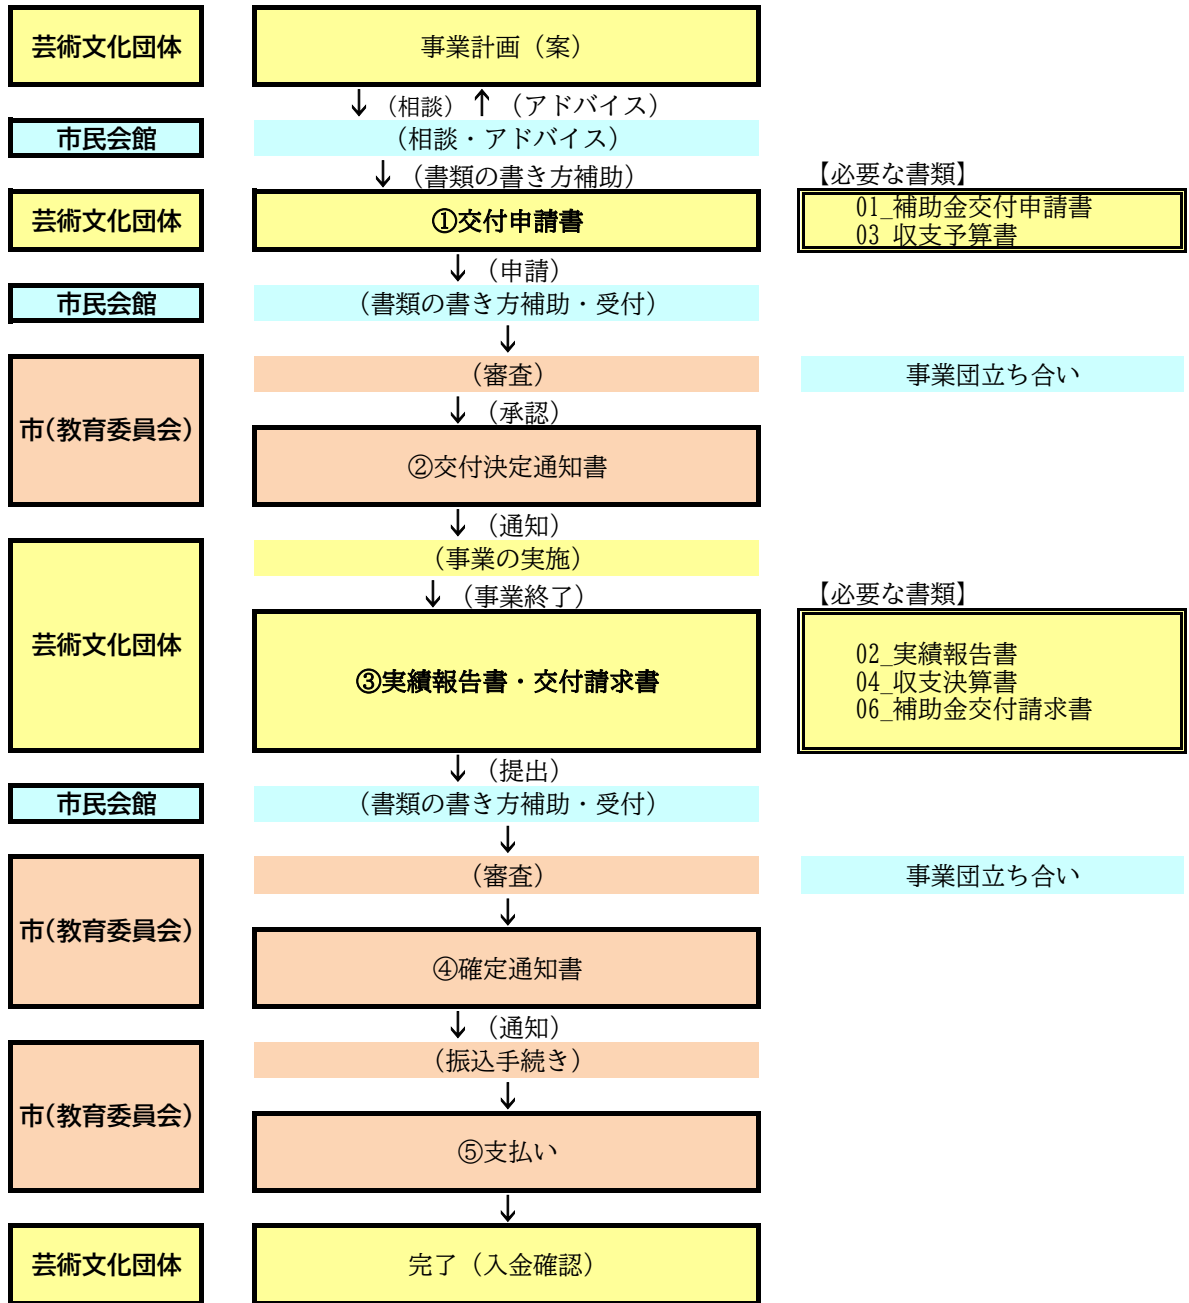 芸術文化団体
事業計画（案）
↓（相談）↑（アドバイス）
市民会館
（相談・アドバイス）
↓（書類の書き方補助）
【必要な書類】
芸術文化団体
①交付申請書
01_補助金交付申請書
03_収支予算書
↓（申請）
市民会館
（書類の書き方補助・受付）
↓
市(教育委員会)
（審査）
事業団立ち合い
↓（承認）
②交付決定通知書
↓（通知）
芸術文化団体
（事業の実施）
↓（事業終了）
【必要な書類】
③実績報告書・交付請求書
02_実績報告書
04_収支決算書
06_補助金交付請求書
↓（提出）
市民会館
（書類の書き方補助・受付）
↓
市(教育委員会)
（審査）
事業団立ち合い
↓
④確定通知書
↓（通知）
市(教育委員会)
（振込手続き）
↓
⑤支払い
↓
芸術文化団体
完了（入金確認）